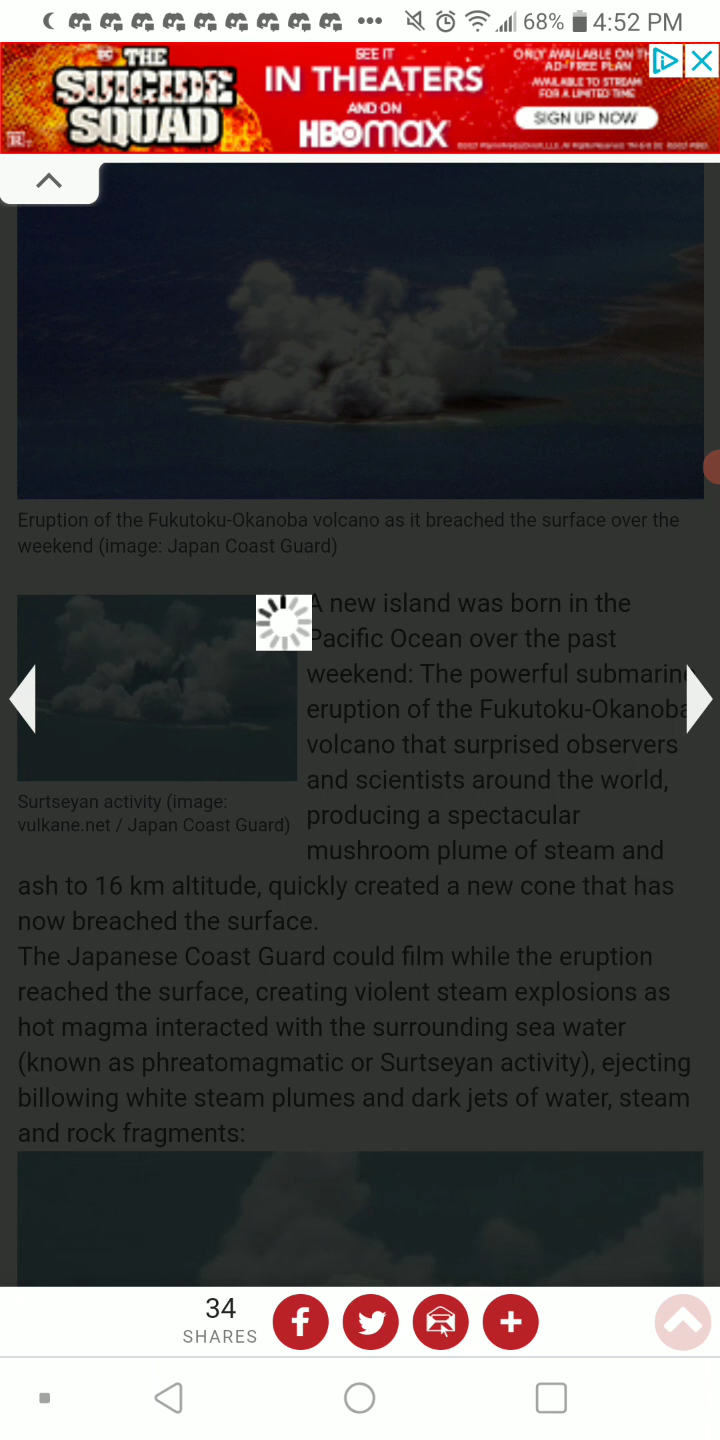 68% 4:52 PM
DC
THE
SUICIDE
SQUAD
SEE IT
IN THEATERS
AND ON
HBOmax
ONLY AVAILABLE ON
AD-FREE PLAN
AVAILABLE TO STREAM
FOR A LIMITED TIME
SIGN UP NOW
Eruption of the Fukutoku-Okanoba volcano as it breached the surface over the
weekend (image: Japan Coast Guard)
A new island was born in the
Pacific Ocean over the past
weekend: The powerful submarine
eruption of the Fukutoku-Okanoba
volcano that surprised observers
and scientists around the world,
producing a spectacular
mushroom plume of steam and
Surtseyan activity (image:
vulkane.net / Japan Coast Guard)
ash to 16 km altitude, quickly created a new cone that has
now breached the surface.
The Japanese Coast Guard could film while the eruption
reached the surface, creating violent steam explosions as
hot magma interacted with the surrounding sea water
(known as phreatomagmatic or Surtseyan activity), ejecting
billowing white steam plumes and dark jets of water, steam
and rock fragments:
34
SHARES